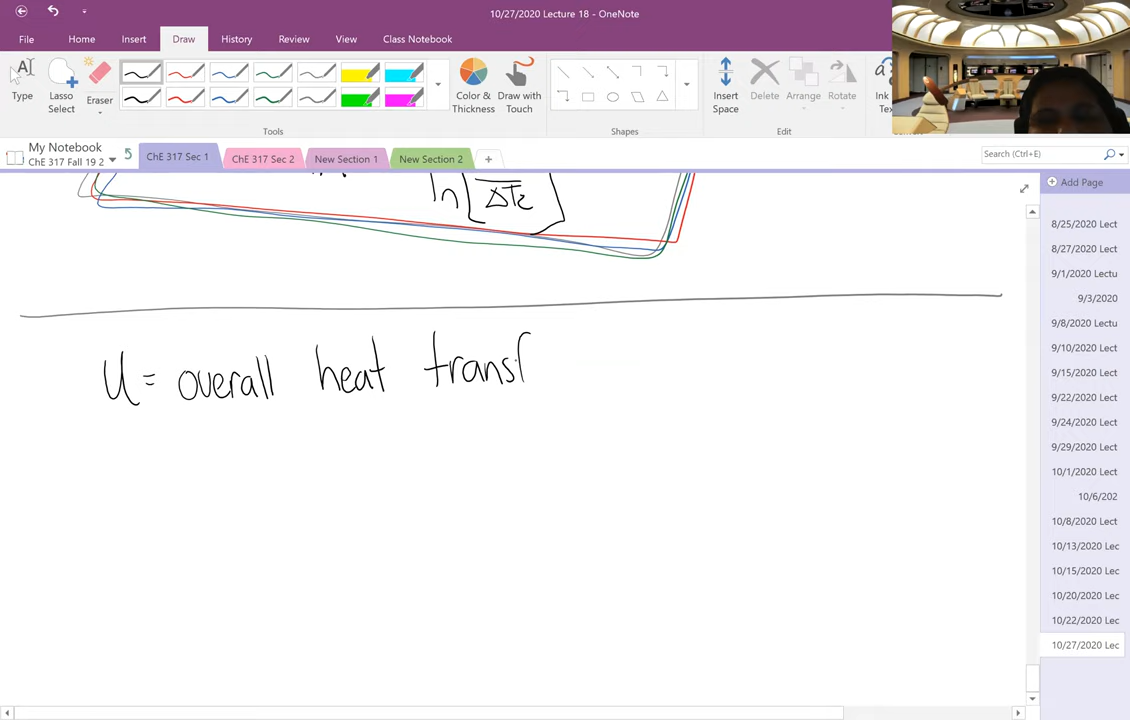 10/27/2020 Lecture 18 - OneNote
File Home Insert Draw History Review View Class Notebook
Type
Lasso Select
Eraser
Color & Thickness
Draw with Touch
Insert Space
Delete
Arrange
Rotate
Tools
Shapes
Edit
My Notebook
ChE 317 Fall 19 2
ChE 317 Sec 1
ChE 317 Sec 2
New Section 1
New Section 2
Search (Ctrl+E)
Add Page
8/25/2020 Lect
8/27/2020 Lect
9/1/2020 Lectu
9/3/2020
9/8/2020 Lectu
9/10/2020 Lect
9/15/2020 Lect
9/22/2020 Lect
9/24/2020 Lect
9/29/2020 Lect
10/1/2020 Lect
10/6/202
10/8/2020 Lect
10/13/2020 Lec
10/15/2020 Lec
10/20/2020 Lec
10/22/2020 Lec
10/27/2020 Lec
ln[ΔT2]
U = overall heat transf